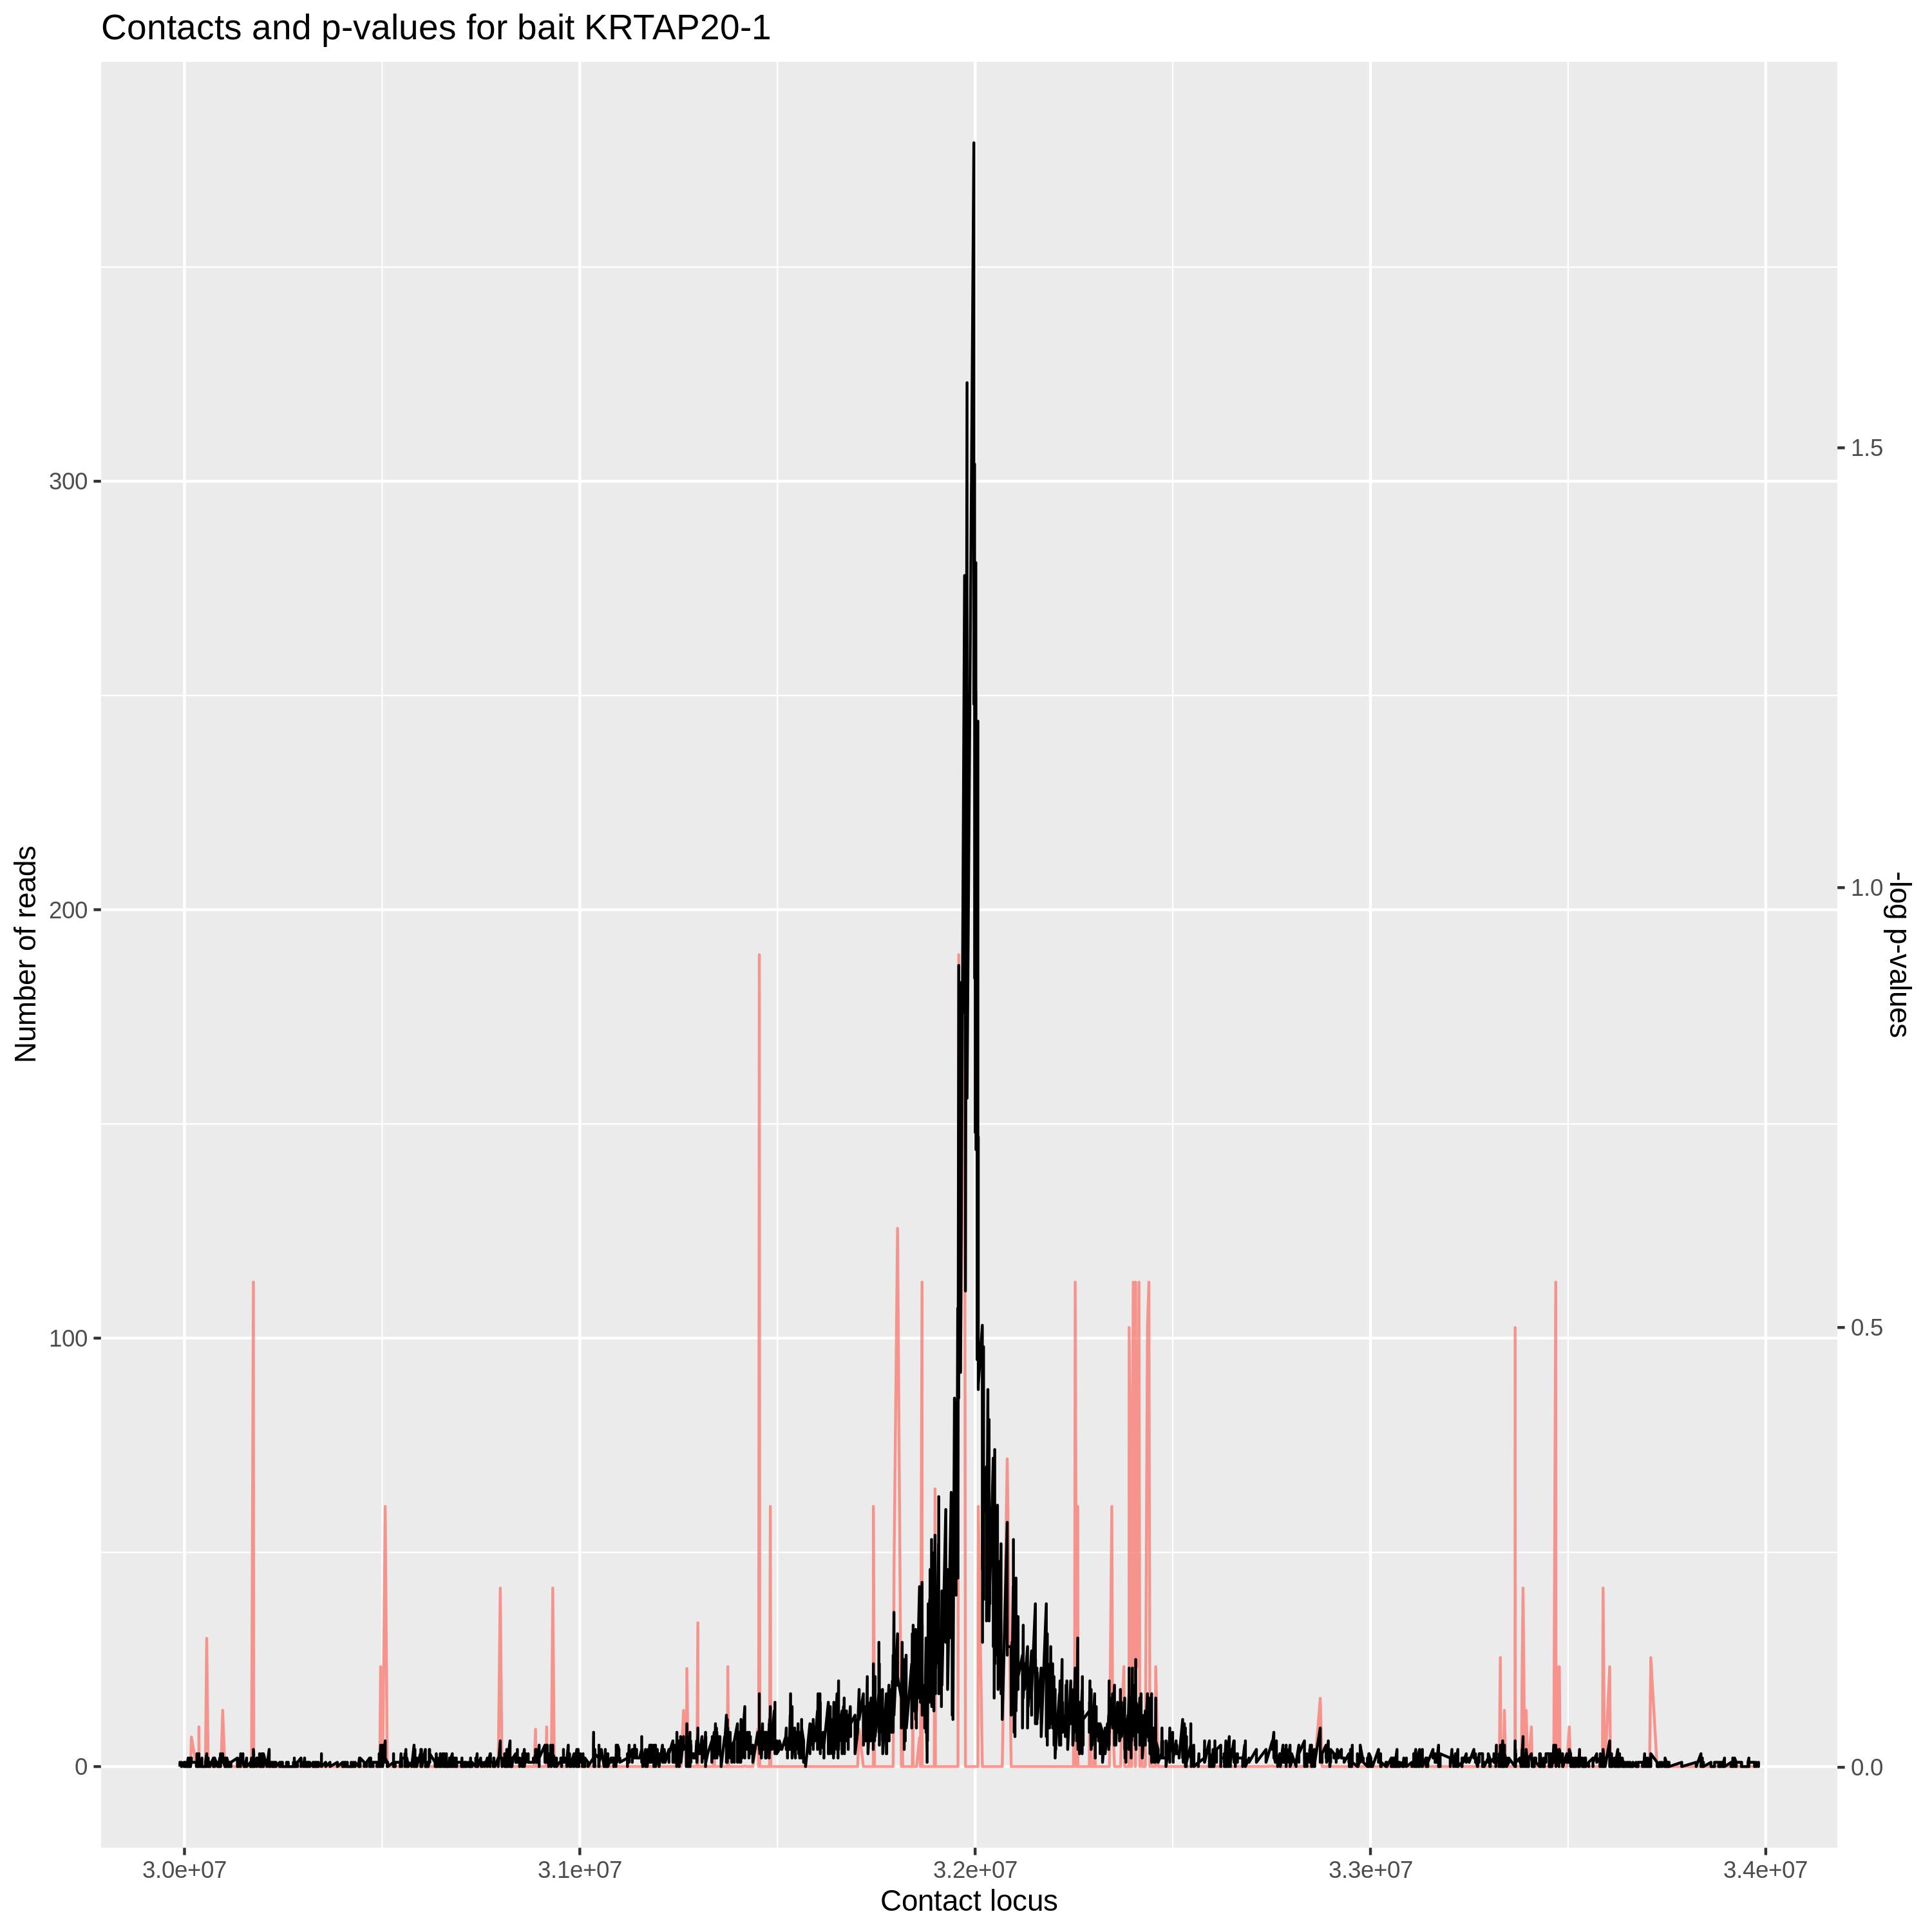 Contacts and p-values for bait KRTAP20-1
Number of reads
300
200
100
0
1.5
1.0
0.5
0.0
-log p-values
3.0e+07
3.1e+07
3.2e+07
3.3e+07
3.4e+07
Contact locus